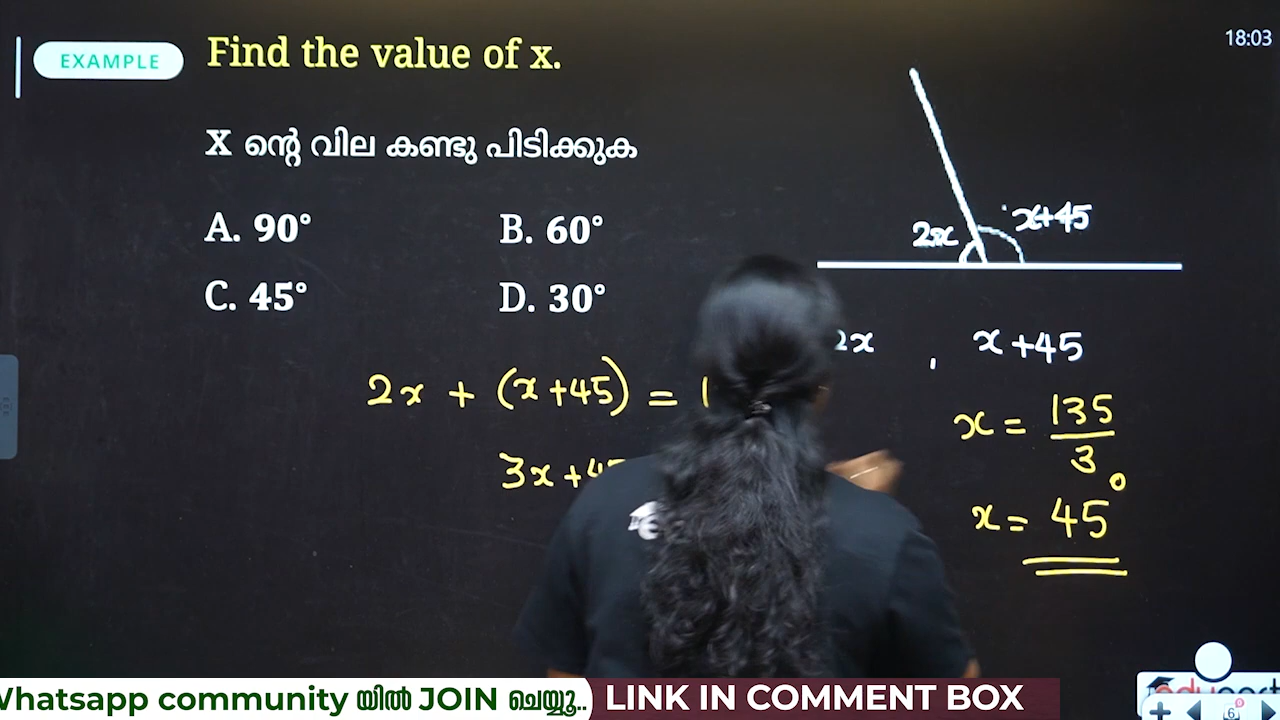 18:03
EXAMPLE
Find the value of x.
X ന്റെ വില കണ്ടു പിടിക്കുക
A. 90° B. 60°
C. 45° D. 30°
2x x+45
2x , x+45
2x + (x+45) =
3x +
x = 135/3
x = 45°
Whatsapp community യിൽ JOIN ചെയ്യൂ.. LINK IN COMMENT BOX